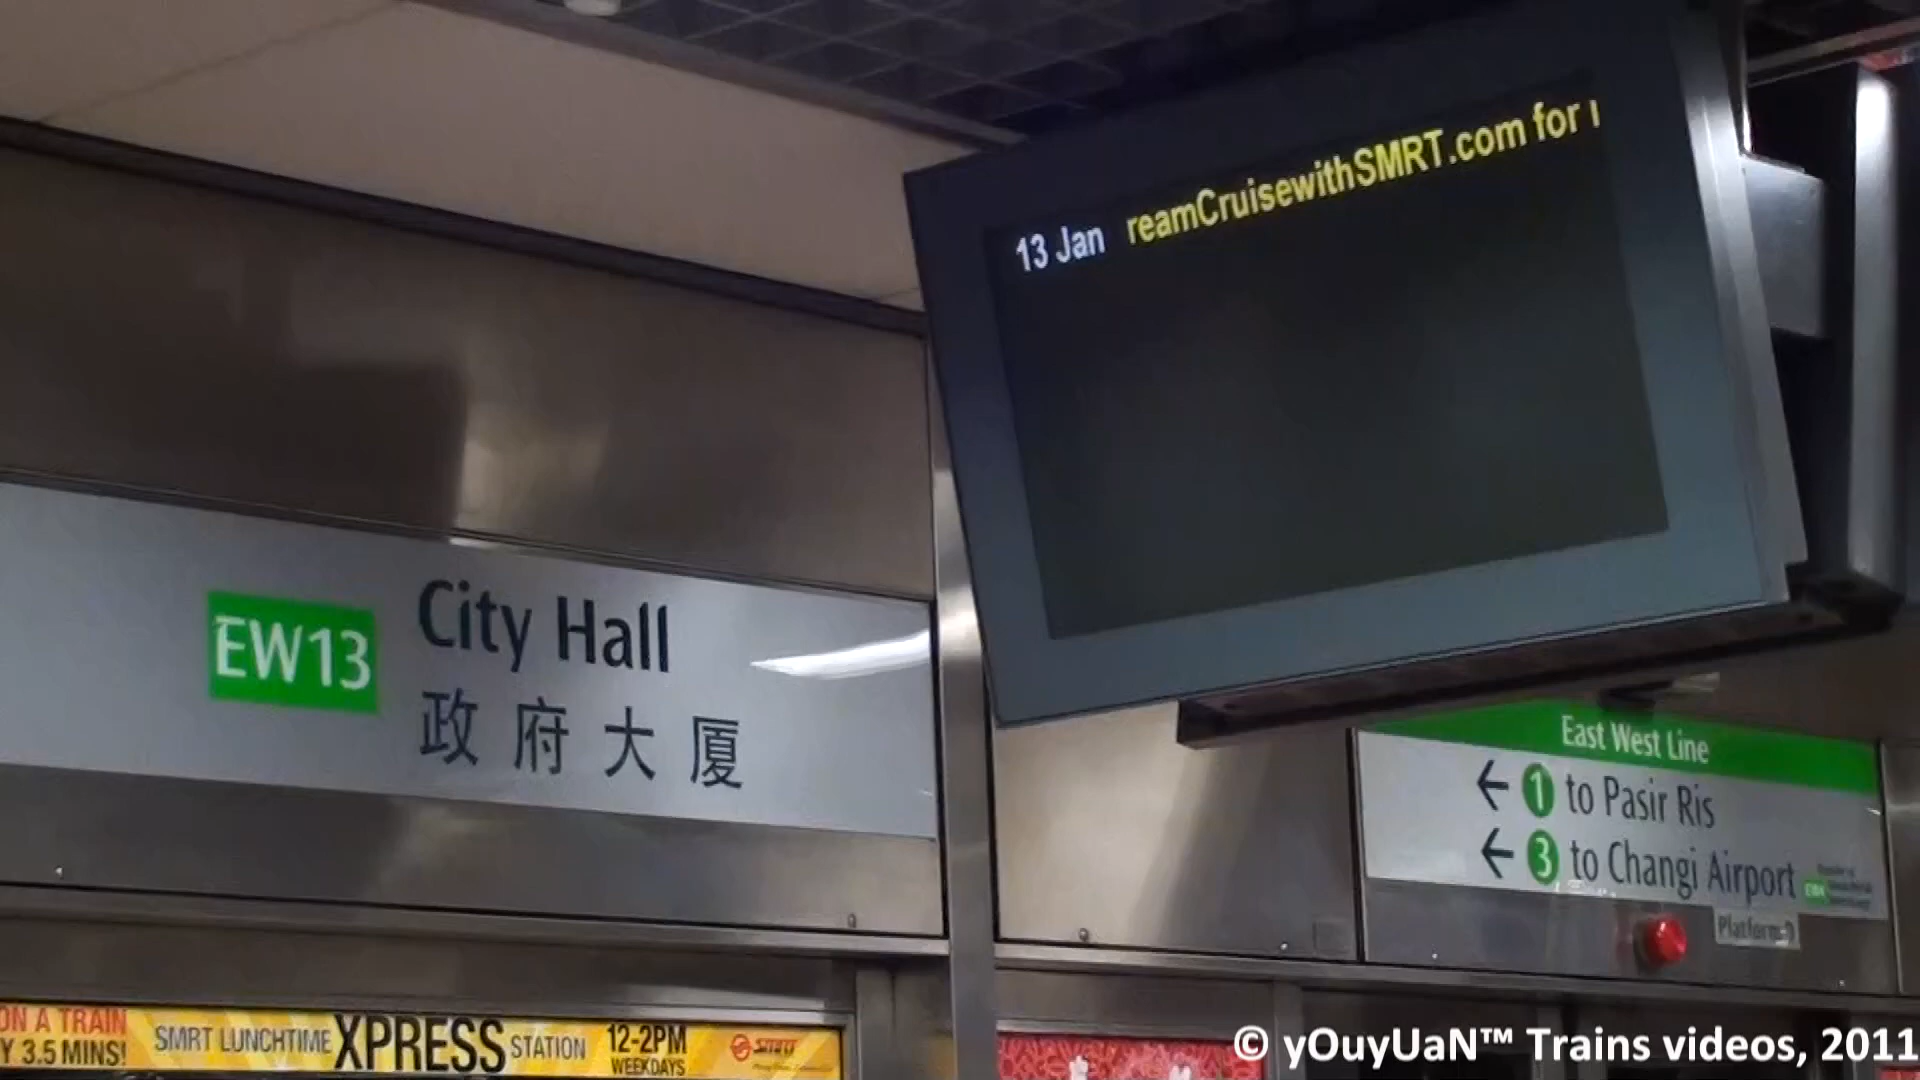 13 Jan reamCruisewithSMRT.com for
EW13
City Hall
政府大厦
East West Line
← 1 to Pasir Ris
← 3 to Changi Airport
Platform
ON A TRAIN
Y 3.5 MINS!
SMRT LUNCHTIME XPRESS STATION
12-2PM
WEEKDAYS
SMRT
© yOuyUaN™ Trains videos, 2011